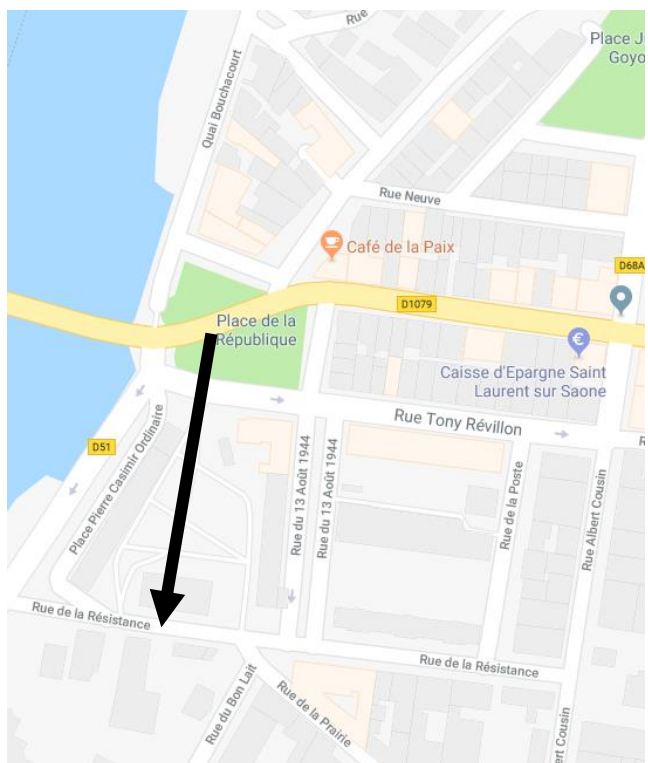 Rue
Place J
Goyo
Quai Bouchacourt
Rue Neuve
Café de la Paix
D68A
D1079
Place de la
République
€
Caisse d'Epargne Saint
Laurent sur Saone
Rue Tony Révillon
R
D51
Place Pierre Casimir Ordinaire
Rue du 13 Août 1944
Rue du 13 Août 1944
Rue de la Poste
Rue Albert Cousin
Rue de la Résistance
Rue de la Résistance
Rue du Bon Lait
Rue de la Prairie
ert Cousin